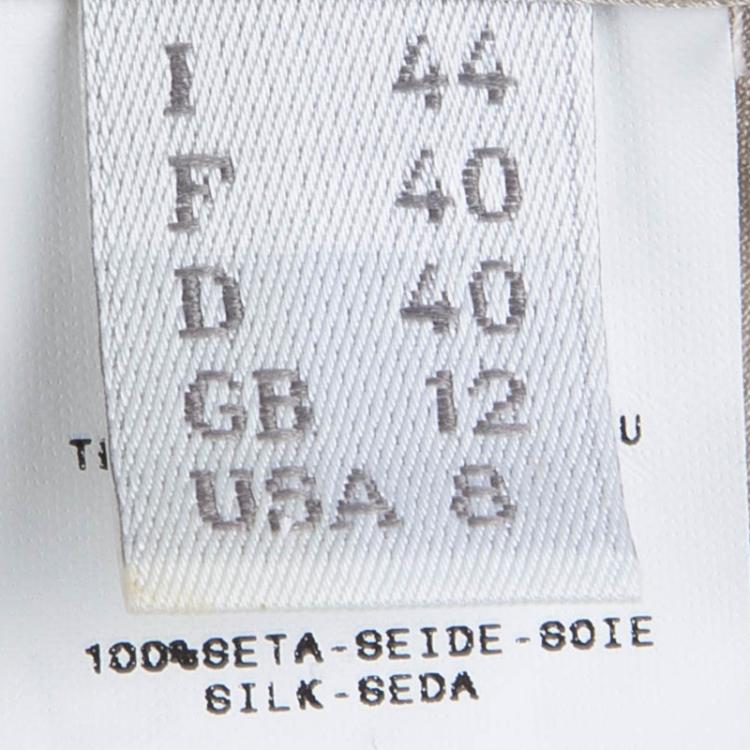 I 44
F 40
D 40
GB 12
USA 8
100%SETA-SEIDE-SOIE
SILK-SEDA